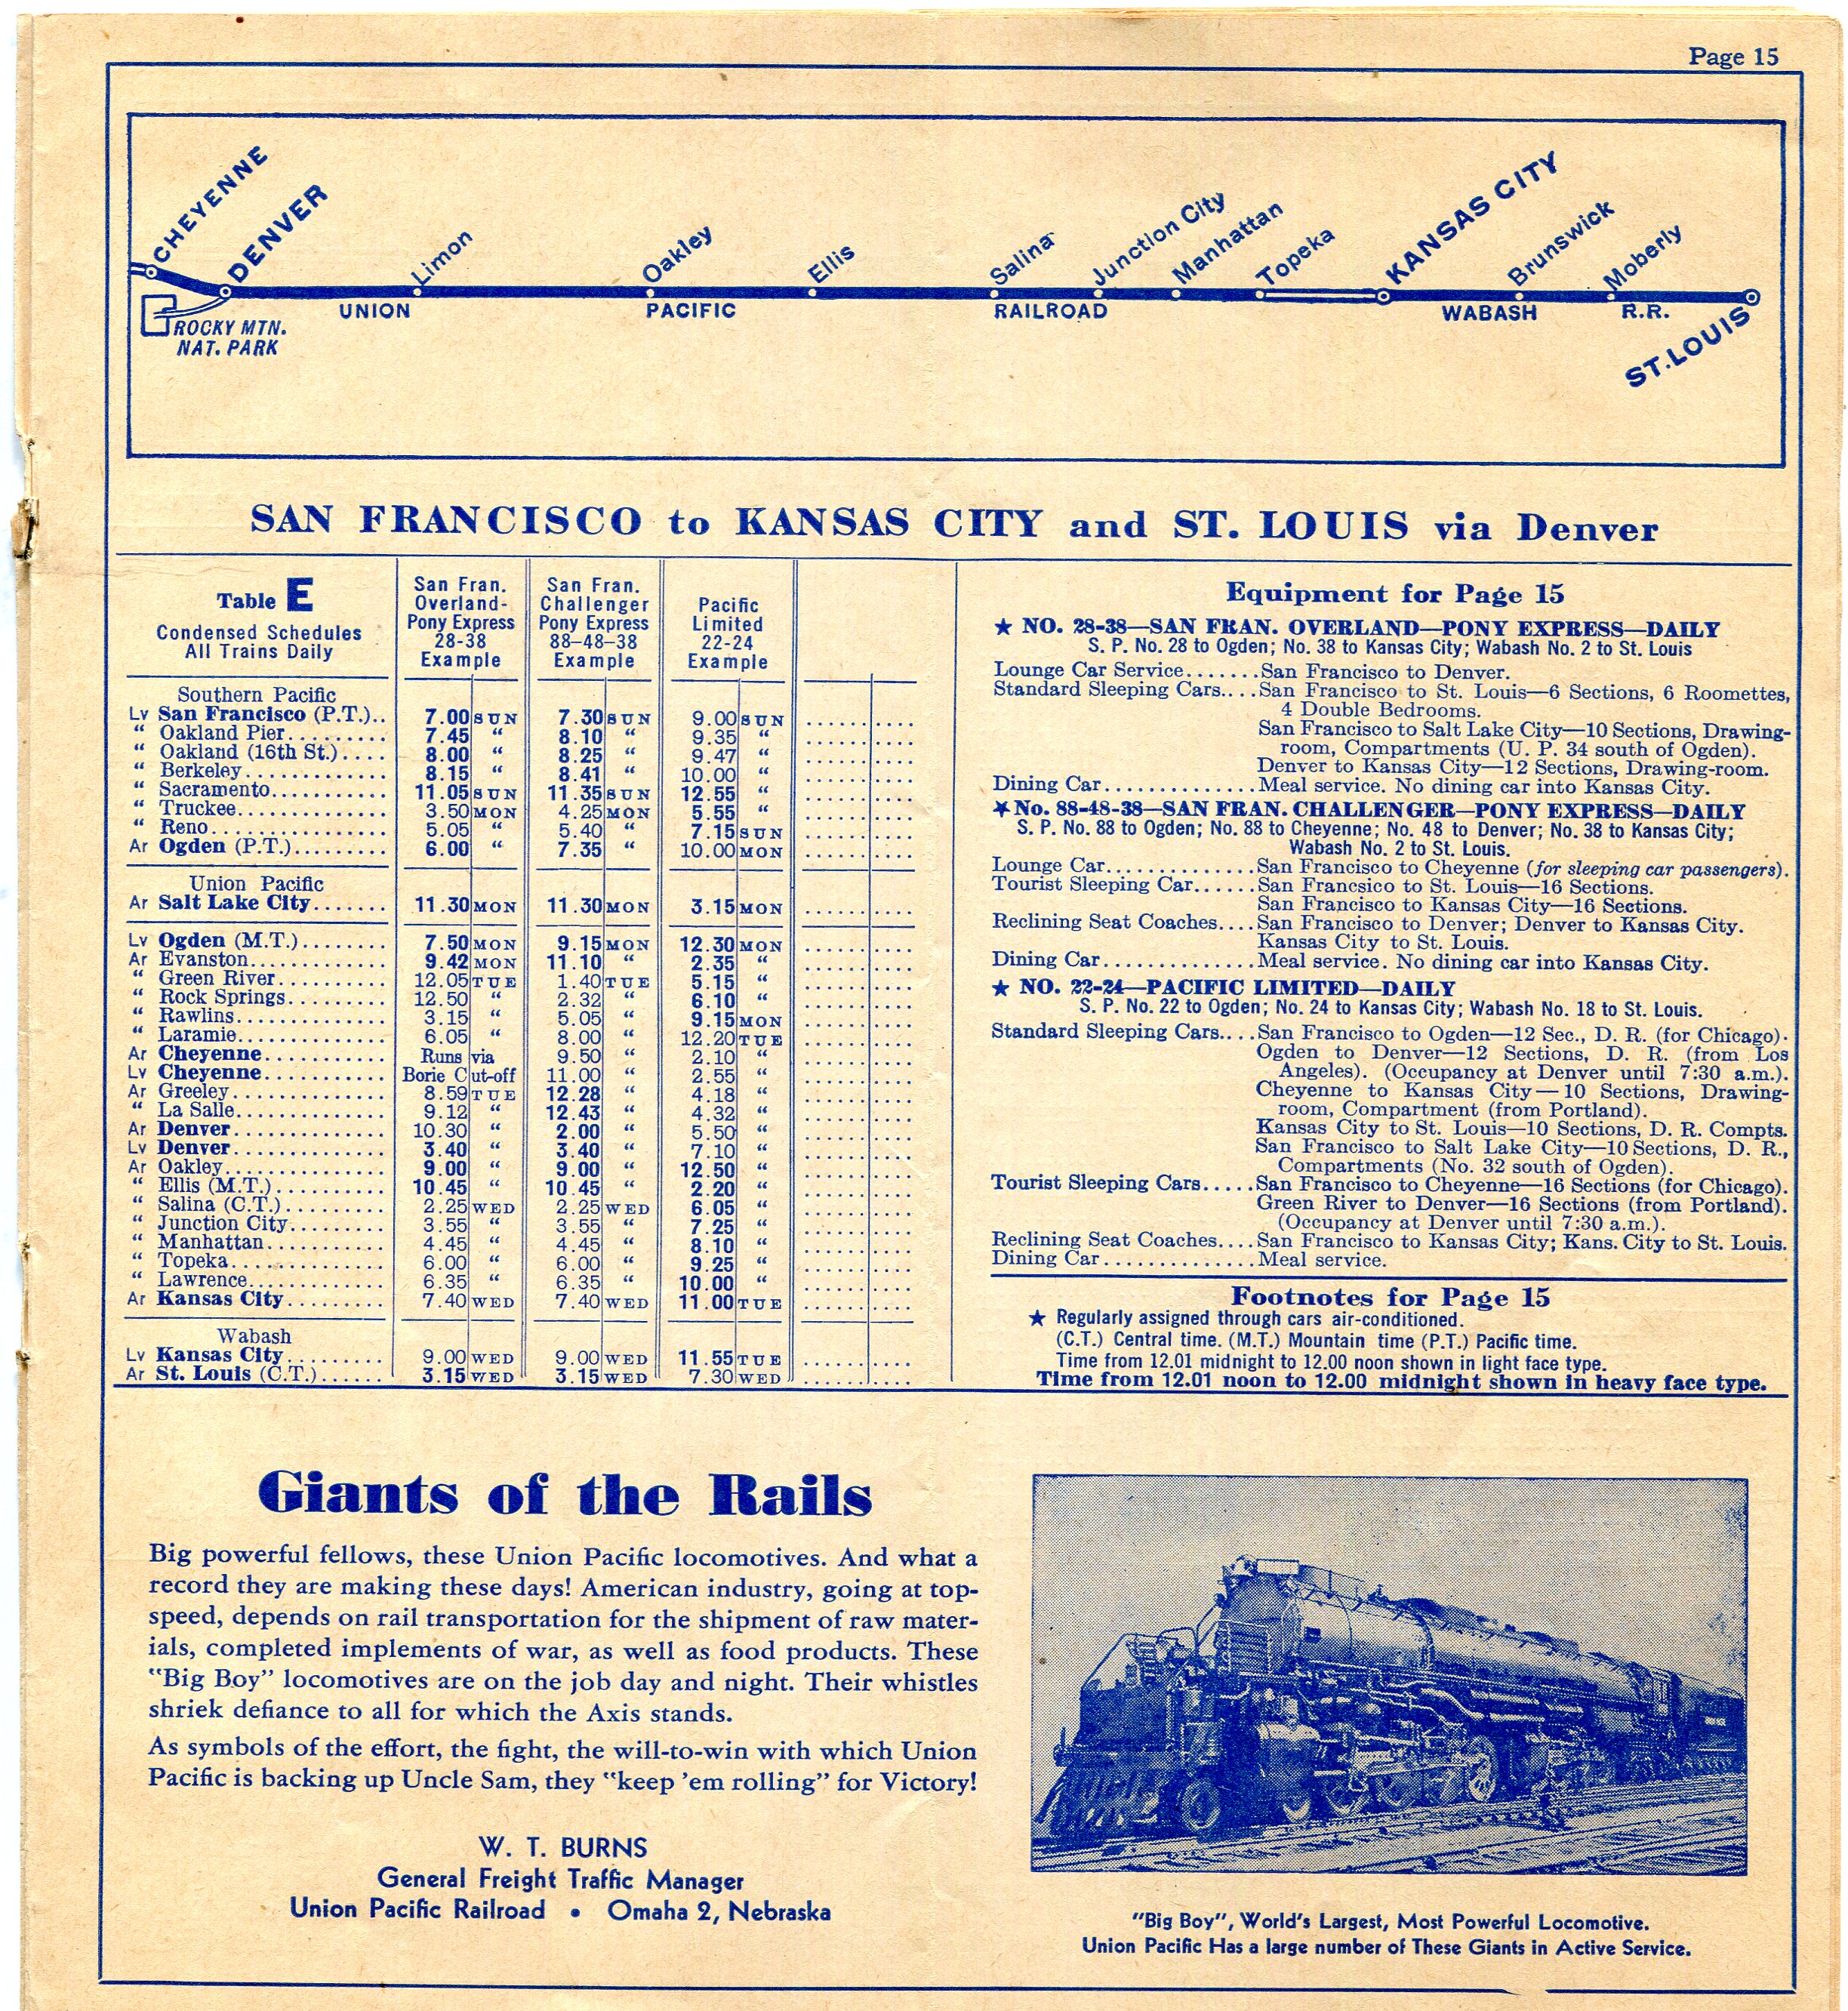 Page 15
CHEYENNE
DENVER
Limon
Oakley
Ellis
Salina
Junction City
Manhattan
Topeka
KANSAS CITY
Brunswick
Moberly
ST. LOUIS
UNION PACIFIC RAILROAD WABASH R.R.
ROCKY MTN.
NAT. PARK
SAN FRANCISCO to KANSAS CITY and ST. LOUIS via Denver
Table E
Condensed Schedules
All Trains Daily
San Fran.
Overland-
Pony Express
28-38
Example
San Fran.
Challenger
Pony Express
88—48—38
Example
Pacific
Limited
22-24
Example
Southern Pacific
Lv San Francisco (P.T.).. 7.00 SUN 7.30 SUN 9.00 SUN
“ Oakland Pier......... 7.45 “ 8.10 “ 9.35 “
“ Oakland (16th St.).... 8.00 “ 8.25 “ 9.47 “
“ Berkeley............. 8.15 “ 8.41 “ 10.00 “
“ Sacramento........... 11.05 SUN 11.35 SUN 12.55 “
“ Truckee.............. 3.50 MON 4.25 MON 5.55 “
“ Reno................ 5.05 “ 5.40 “ 7.15 SUN
Ar Ogden (P.T.)......... 6.00 “ 7.35 “ 10.00 MON
Union Pacific
Ar Salt Lake City....... 11.30 MON 11.30 MON 3.15 MON
Lv Ogden (M.T.)........ 7.50 MON 9.15 MON 12.30 MON
Ar Evanston............ 9.42 MON 11.10 “ 2.35 “
“ Green River.......... 12.05 TUE 1.40 TUE 5.15 “
“ Rock Springs......... 12.50 “ 2.32 “ 6.10 “
“ Rawlins.............. 3.15 “ 5.05 “ 9.15 MON
“ Laramie.............. 6.05 “ 8.00 “ 12.20 TUE
Ar Cheyenne............ Runs via 9.50 “ 2.10 “
Lv Cheyenne............ Borie Cut-off 11.00 “ 2.55 “
Ar Greeley............. 8.59 TUE 12.28 “ 4.18 “
“ La Salle.............. 9.12 “ 12.43 “ 4.32 “
Ar Denver.............. 10.30 “ 2.00 “ 5.50 “
Lv Denver.............. 3.40 “ 3.40 “ 7.10 “
Ar Oakley.............. 9.00 “ 9.00 “ 12.50 “
“ Ellis (M.T.).......... 10.45 “ 10.45 “ 2.20 “
“ Salina (C.T.)......... 2.25 WED 2.25 WED 6.05 “
“ Junction City......... 3.55 “ 3.55 “ 7.25 “
“ Manhattan........... 4.45 “ 4.45 “ 8.10 “
“ Topeka.............. 6.00 “ 6.00 “ 9.25 “
“ Lawrence............ 6.35 “ 6.35 “ 10.00 “
Ar Kansas City......... 7.40 WED 7.40 WED 11.00 TUE
Wabash
Lv Kansas City......... 9.00 WED 9.00 WED 11.55 TUE
Ar St. Louis (C.T.)...... 3.15 WED 3.15 WED 7.30 WED
Equipment for Page 15
★ NO. 28-38—SAN FRAN. OVERLAND—PONY EXPRESS—DAILY
S. P. No. 28 to Ogden; No. 38 to Kansas City; Wabash No. 2 to St. Louis
Lounge Car Service.......San Francisco to Denver.
Standard Sleeping Cars....San Francisco to St. Louis—6 Sections, 6 Roomettes,
4 Double Bedrooms.
San Francisco to Salt Lake City—10 Sections, Drawing-
room, Compartments (U. P. 34 south of Ogden).
Denver to Kansas City—12 Sections, Drawing-room.
Dining Car..............Meal service. No dining car into Kansas City.
★ No. 88-48-38—SAN FRAN. CHALLENGER—PONY EXPRESS—DAILY
S. P. No. 88 to Ogden; No. 88 to Cheyenne; No. 48 to Denver; No. 38 to Kansas City;
Wabash No. 2 to St. Louis.
Lounge Car..............San Francisco to Cheyenne (for sleeping car passengers).
Tourist Sleeping Car......San Francsico to St. Louis—16 Sections.
San Francisco to Kansas City—16 Sections.
Reclining Seat Coaches....San Francisco to Denver; Denver to Kansas City.
Kansas City to St. Louis.
Dining Car..............Meal service. No dining car into Kansas City.
★ NO. 22-24—PACIFIC LIMITED—DAILY
S. P. No. 22 to Ogden; No. 24 to Kansas City; Wabash No. 18 to St. Louis.
Standard Sleeping Cars....San Francisco to Ogden—12 Sec., D. R. (for Chicago).
Ogden to Denver—12 Sections, D. R. (from Los
Angeles). (Occupancy at Denver until 7:30 a.m.).
Cheyenne to Kansas City—10 Sections, Drawing-
room, Compartment (from Portland).
Kansas City to St. Louis—10 Sections, D. R. Compts.
San Francisco to Salt Lake City—10 Sections, D. R.,
Compartments (No. 32 south of Ogden).
Tourist Sleeping Cars.....San Francisco to Cheyenne—16 Sections (for Chicago).
Green River to Denver—16 Sections (from Portland).
(Occupancy at Denver until 7:30 a.m.).
Reclining Seat Coaches....San Francisco to Kansas City; Kans. City to St. Louis.
Dining Car..............Meal service.
Footnotes for Page 15
★ Regularly assigned through cars air-conditioned.
(C.T.) Central time. (M.T.) Mountain time (P.T.) Pacific time.
Time from 12.01 midnight to 12.00 noon shown in light face type.
Time from 12.01 noon to 12.00 midnight shown in heavy face type.
Giants of the Rails
Big powerful fellows, these Union Pacific locomotives. And what a
record they are making these days! American industry, going at top-
speed, depends on rail transportation for the shipment of raw mater-
ials, completed implements of war, as well as food products. These
“Big Boy” locomotives are on the job day and night. Their whistles
shriek defiance to all for which the Axis stands.
As symbols of the effort, the fight, the will-to-win with which Union
Pacific is backing up Uncle Sam, they “keep ’em rolling” for Victory!
W. T. BURNS
General Freight Traffic Manager
Union Pacific Railroad • Omaha 2, Nebraska
"Big Boy", World's Largest, Most Powerful Locomotive.
Union Pacific Has a large number of These Giants in Active Service.